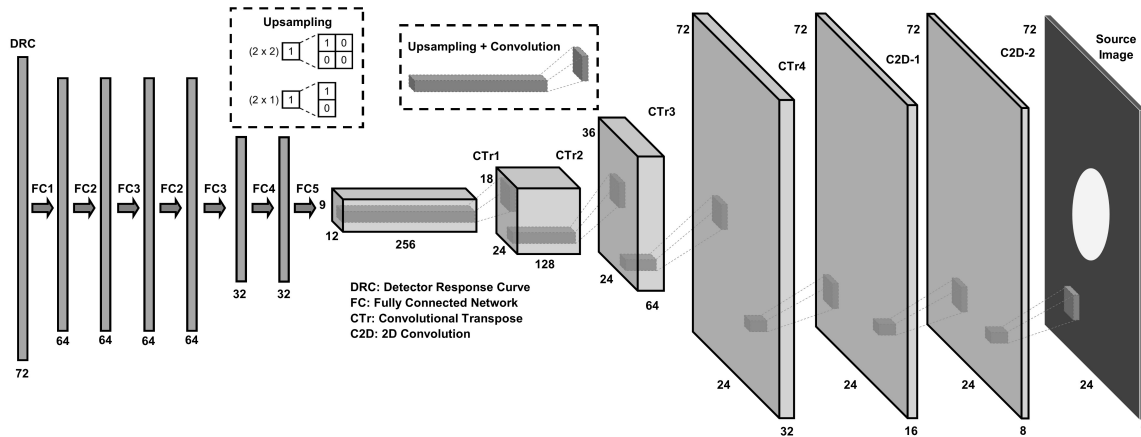 Upsampling
(2 x 2)
1
1 0
0 0
(2 x 1)
1
1
0
Upsampling + Convolution
DRC
72
FC1
64
FC2
64
FC3
64
FC2
64
FC3
32
FC4
32
FC5
9
12
256
CTr1
18
24
128
CTr2
36
24
64
CTr3
72
24
32
CTr4
72
24
16
C2D-1
72
24
8
C2D-2
72
24
Source
Image
DRC: Detector Response Curve
FC: Fully Connected Network
CTr: Convolutional Transpose
C2D: 2D Convolution